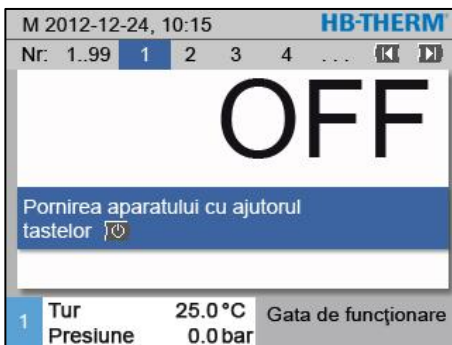 M 2012-12-24, 10:15 HB-THERM
Nr: 1..99 1 2 3 4 ...
OFF
Pornirea aparatului cu ajutorul
tastelor
1 Tur 25.0 °C Gata de funcționare
Presiune 0.0 bar